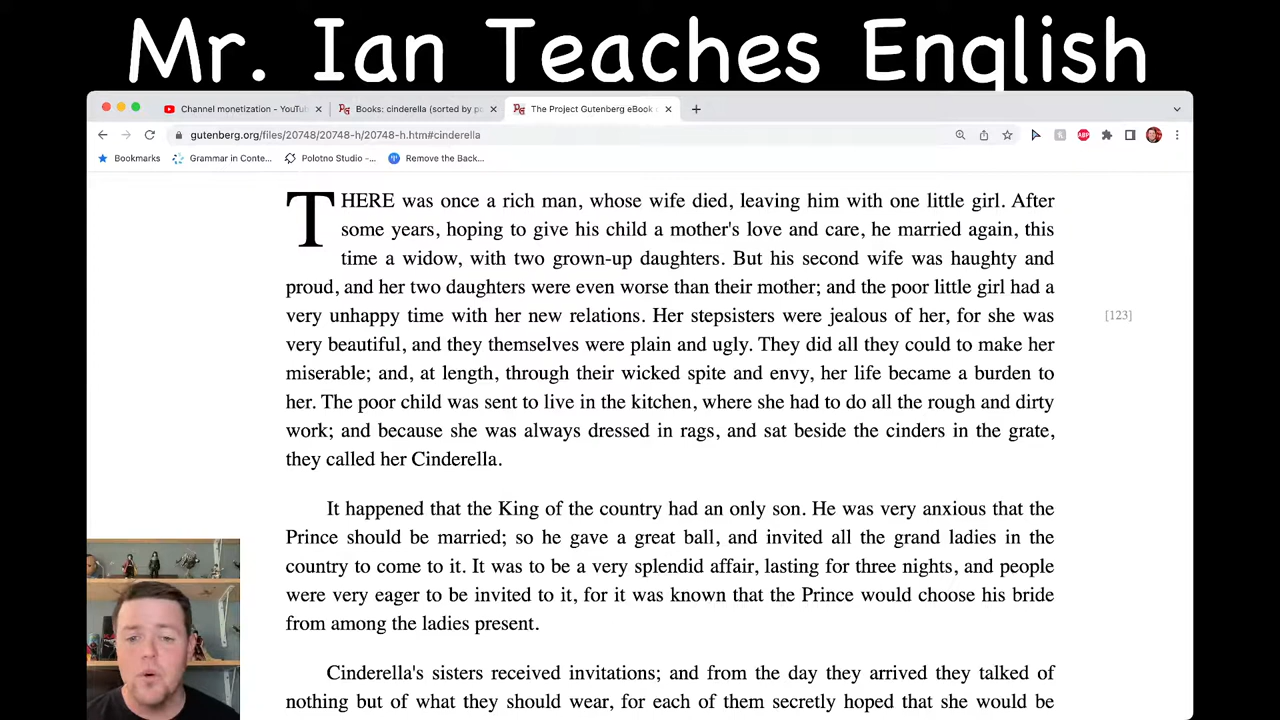 Mr. Ian Teaches English
Channel monetization - YouTu
Books: cinderella (sorted by p
The Project Gutenberg eBook
gutenberg.org/files/20748/20748-h/20748-h.htm#cinderella
Bookmarks
Grammar in Conte...
Polotno Studio -...
Remove the Back...
THERE was once a rich man, whose wife died, leaving him with one little girl. After
some years, hoping to give his child a mother's love and care, he married again, this
time a widow, with two grown-up daughters. But his second wife was haughty and
proud, and her two daughters were even worse than their mother; and the poor little girl had a
very unhappy time with her new relations. Her stepsisters were jealous of her, for she was
[123]
very beautiful, and they themselves were plain and ugly. They did all they could to make her
miserable; and, at length, through their wicked spite and envy, her life became a burden to
her. The poor child was sent to live in the kitchen, where she had to do all the rough and dirty
work; and because she was always dressed in rags, and sat beside the cinders in the grate,
they called her Cinderella.
It happened that the King of the country had an only son. He was very anxious that the
Prince should be married; so he gave a great ball, and invited all the grand ladies in the
country to come to it. It was to be a very splendid affair, lasting for three nights, and people
were very eager to be invited to it, for it was known that the Prince would choose his bride
from among the ladies present.
Cinderella's sisters received invitations; and from the day they arrived they talked of
nothing but of what they should wear, for each of them secretly hoped that she would be